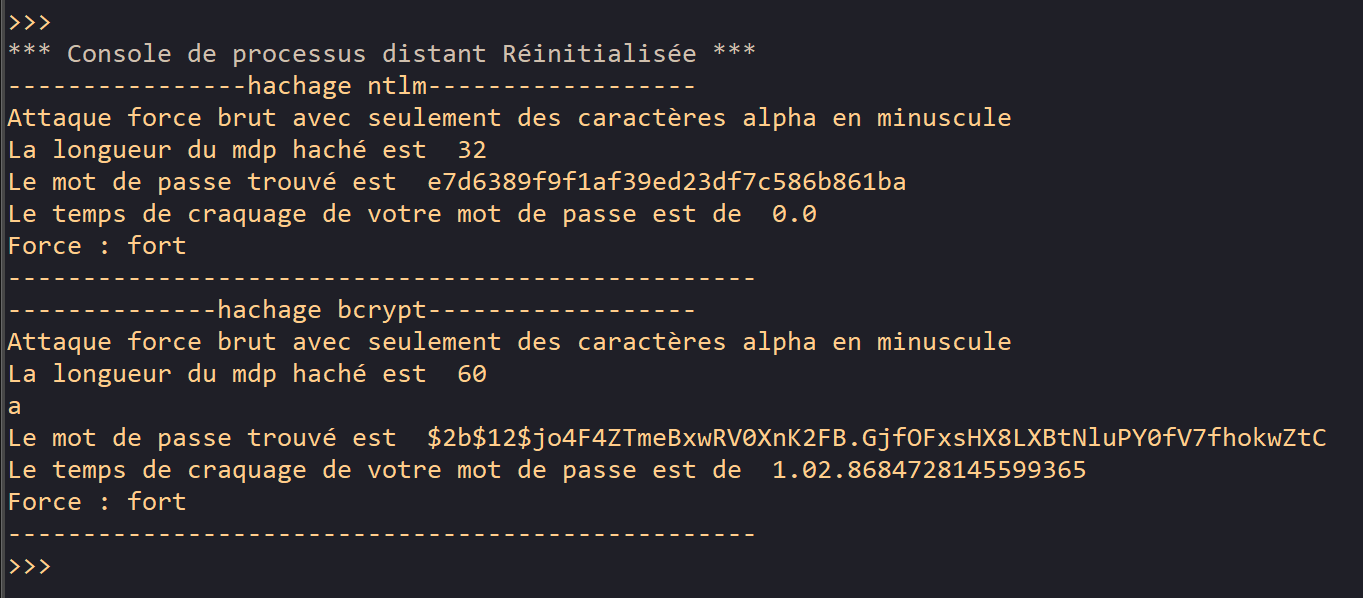 >>>
*** Console de processus distant Réinitialisée ***
----------------hachage ntlm------------------
Attaque force brut avec seulement des caractères alpha en minuscule
La longueur du mdp haché est  32
Le mot de passe trouvé est  e7d6389f9f1af39ed23df7c586b861ba
Le temps de craquage de votre mot de passe est de  0.0
Force : fort
--------------------------------------------------
--------------hachage bcrypt------------------
Attaque force brut avec seulement des caractères alpha en minuscule
La longueur du mdp haché est  60
a
Le mot de passe trouvé est  $2b$12$jo4F4ZTmeBxwRV0XnK2FB.GjfOFxsHX8LXBtNluPY0fV7fhokwZtC
Le temps de craquage de votre mot de passe est de  1.02.8684728145599365
Force : fort
--------------------------------------------------
>>>